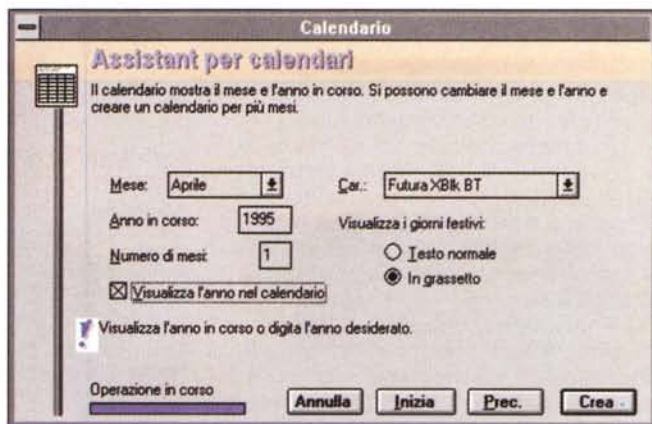 Calendario
Assistant per calendari
Il calendario mostra il mese e l'anno in corso. Si possono cambiare il mese e l'anno e
creare un calendario per più mesi.
Mese: Aprile
Car.: Futura XBlk BT
Anno in corso: 1995
Visualizza i giorni festivi:
Numero di mesi: 1
Testo normale
In grassetto
Visualizza l'anno nel calendario
Visualizza l'anno in corso o digita l'anno desiderato.
Operazione in corso
Annulla Inizia Prec. Crea